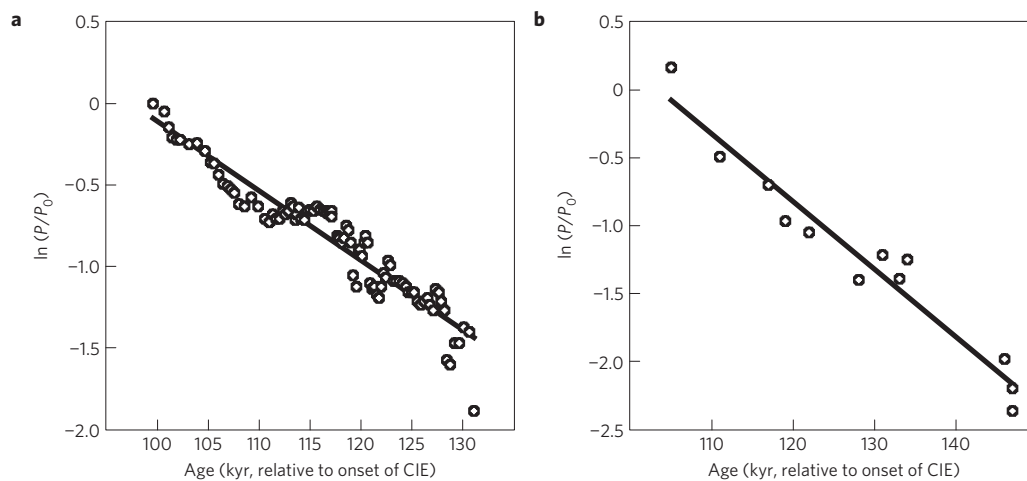 a
0.5
0
−0.5
−1.0
−1.5
−2.0
ln (P/P0)
100 105 110 115 120 125 130
Age (kyr, relative to onset of CIE)
b
0.5
0
−0.5
−1.0
−1.5
−2.0
−2.5
ln (P/P0)
110 120 130 140
Age (kyr, relative to onset of CIE)